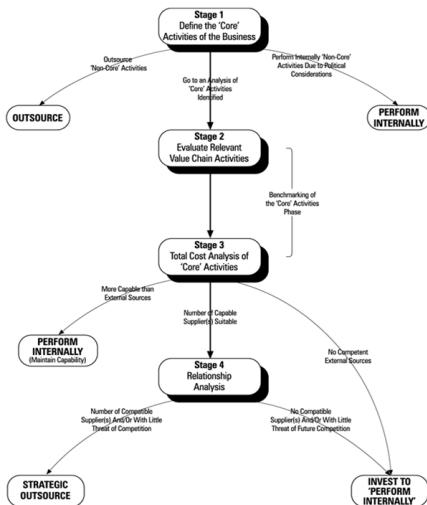 Stage 1
Define the 'Core'
Activities of the Business
Outsource
'Non-Core' Activities
Go to an Analysis of
'Core' Activities
Identified
Perform Internally 'Non-Core'
Activities Due to Political
Considerations
OUTSOURCE
PERFORM
INTERNALLY
Stage 2
Evaluate Relevant
Value Chain Activities
Benchmarking of
the 'Core' Activities
Phase
Stage 3
Total Cost Analysis of
'Core' Activities
More Capable than
External Sources
Number of Capable
Supplier(s) Suitable
No Competent
External Sources
PERFORM
INTERNALLY
(Maintain Capability)
Stage 4
Relationship
Analysis
Number of Compatible
Supplier(s) And/Or With Little
Threat of Competition
No Compatible
Supplier(s) And/Or With Little
Threat of Future Competition
STRATEGIC
OUTSOURCE
INVEST TO
'PERFORM
INTERNALLY'